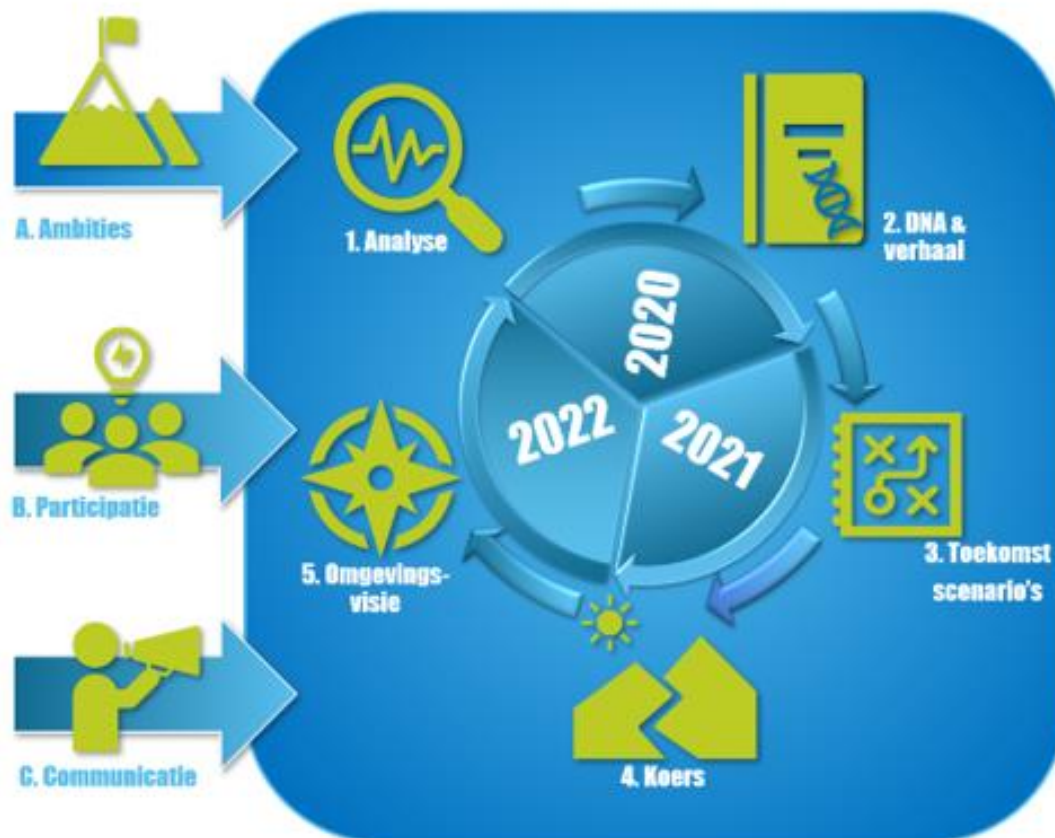 A. Ambities
1. Analyse
2. DNA &
verhaal
2020
2022
2021
B. Participatie
5. Omgevings-
visie
3. Toekomst
scenario's
C. Communicatie
4. Koers